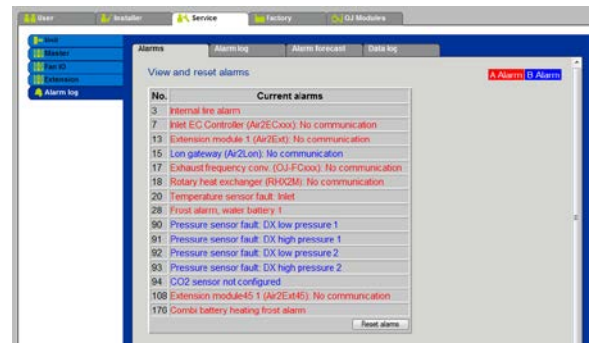 User Installer Service Factory OJ Modules
Unit
Master
Fan IO
Extension
Alarm log
Alarms Alarm log Alarm forecast Data log
View and reset alarms
A Alarm B Alarm
No. Current alarms
3 Internal fire alarm
7 Inlet EC Controller (Air2ECxxx): No communication
13 Extension module 1 (Air2Ext): No communication
15 Lon gateway (Air2Lon): No communication
17 Exhaust frequency conv. (OJ-FCxxx): No communication
18 Rotary heat exchanger (RHX2M): No communication
20 Temperature sensor fault: Inlet
28 Frost alarm, water battery 1
90 Pressure sensor fault: DX low pressure 1
91 Pressure sensor fault: DX high pressure 1
92 Pressure sensor fault: DX low pressure 2
93 Pressure sensor fault: DX high pressure 2
94 CO2 sensor not configured
108 Extension module45 1 (Air2Ext45): No communication
170 Combi battery heating frost alarm
Reset alarms